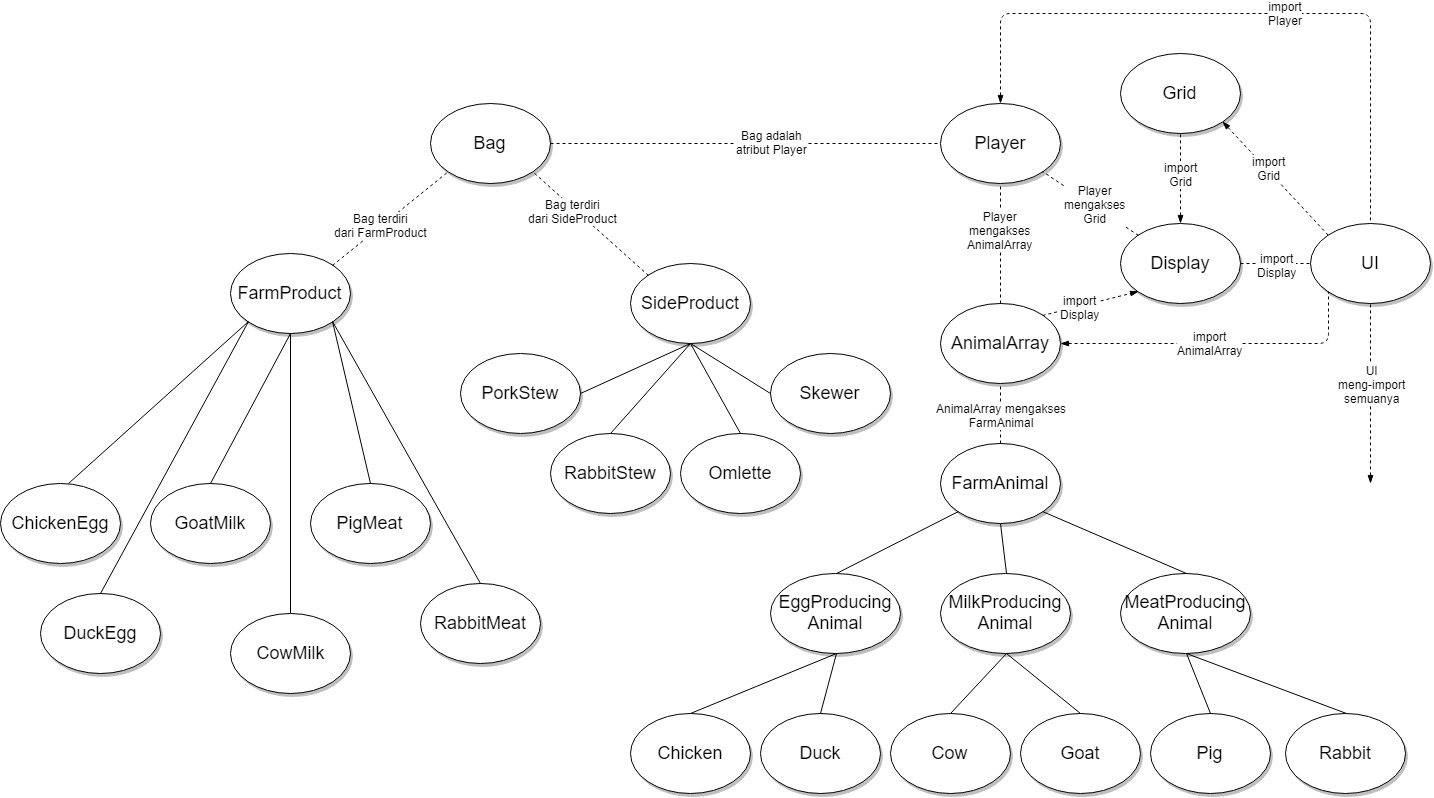 import
Player
Grid
Bag
Bag adalah
atribut Player
Player
import
Grid
import
Grid
Player
mengakses
Grid
Bag terdiri
dari FarmProduct
Bag terdiri
dari SideProduct
Player
mengakses
AnimalArray
Display
import
Display
UI
FarmProduct
SideProduct
import
Display
AnimalArray
import
AnimalArray
UI
meng-import
semuanya
PorkStew
Skewer
AnimalArray mengakses
FarmAnimal
RabbitStew
Omlette
FarmAnimal
ChickenEgg
GoatMilk
PigMeat
DuckEgg
CowMilk
RabbitMeat
EggProducing
Animal
MilkProducing
Animal
MeatProducing
Animal
Chicken
Duck
Cow
Goat
Pig
Rabbit